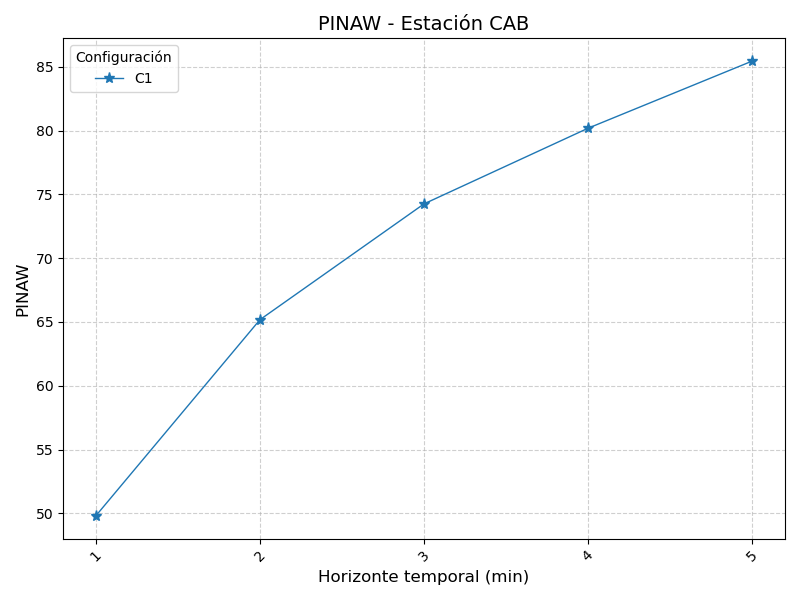 PINAW - Estación CAB
Configuración
C1
PINAW
85
80
75
70
65
60
55
50
1
2
3
4
5
Horizonte temporal (min)